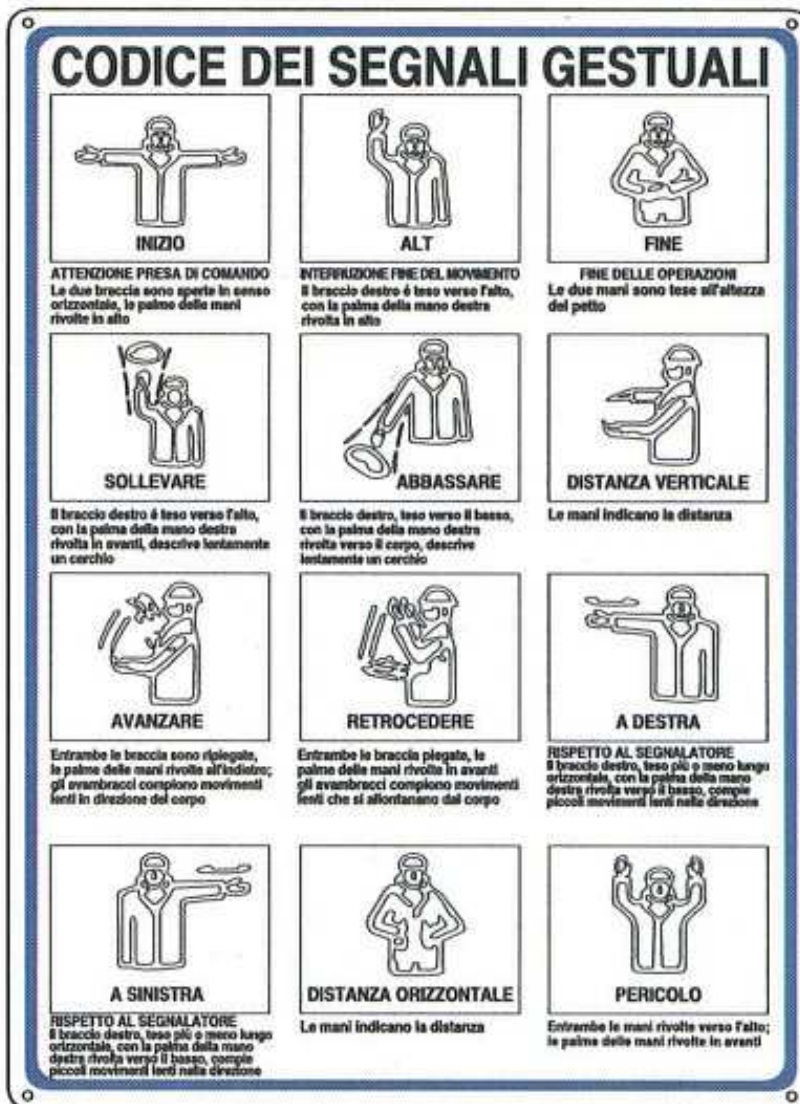 CODICE DEI SEGNALI GESTUALI
INIZIO
ATTENZIONE PRESA DI COMANDO
Le due breccia sono aperte in senso
orizzontale, le palme delle mani
rivolte in alto
ALT
INTERRUZIONE FINE DEL MOVIMENTO
Il braccio destro é teso verso l'alto,
con la palma della mano destra
rivolta in alto
FINE
FINE DELLE OPERAZIONI
Le due mani sono tese all'altezza
del petto
SOLLEVARE
Il braccio destro é teso verso l'alto,
con la palma della mano destra
rivolta in avanti, descrive lentamente
un cerchio
ABBASSARE
Il braccio destro, teso verso il basso,
con la palma della mano destra
rivolta verso il corpo, descrive
lentamente un cerchio
DISTANZA VERTICALE
Le mani indicano la distanza
AVANZARE
Entrambe le braccia sono ripiegate,
le palme delle mani rivolte all'indietro;
gli avambracci compiono movimenti
lenti in direzione del corpo
RETROCEDERE
Entrambe le braccia piegate, le
palme delle mani rivolte in avanti
gli avambracci compiono movimenti
lenti che si allontanano dal corpo
A DESTRA
RISPETTO AL SEGNALATORE
Il braccio destro, teso più o meno lungo
orizzontale, con la palma della mano
destra rivolta verso il basso, compie
piccoli movimenti lenti nella direzione
A SINISTRA
RISPETTO AL SEGNALATORE
Il braccio destro, teso più o meno lungo
orizzontale, con la palma della mano
destra rivolta verso il basso, compie
piccoli movimenti lenti nella direzione
DISTANZA ORIZZONTALE
Le mani indicano la distanza
PERICOLO
Entrambe le mani rivolte verso l'alto;
le palme delle mani rivolte in avanti